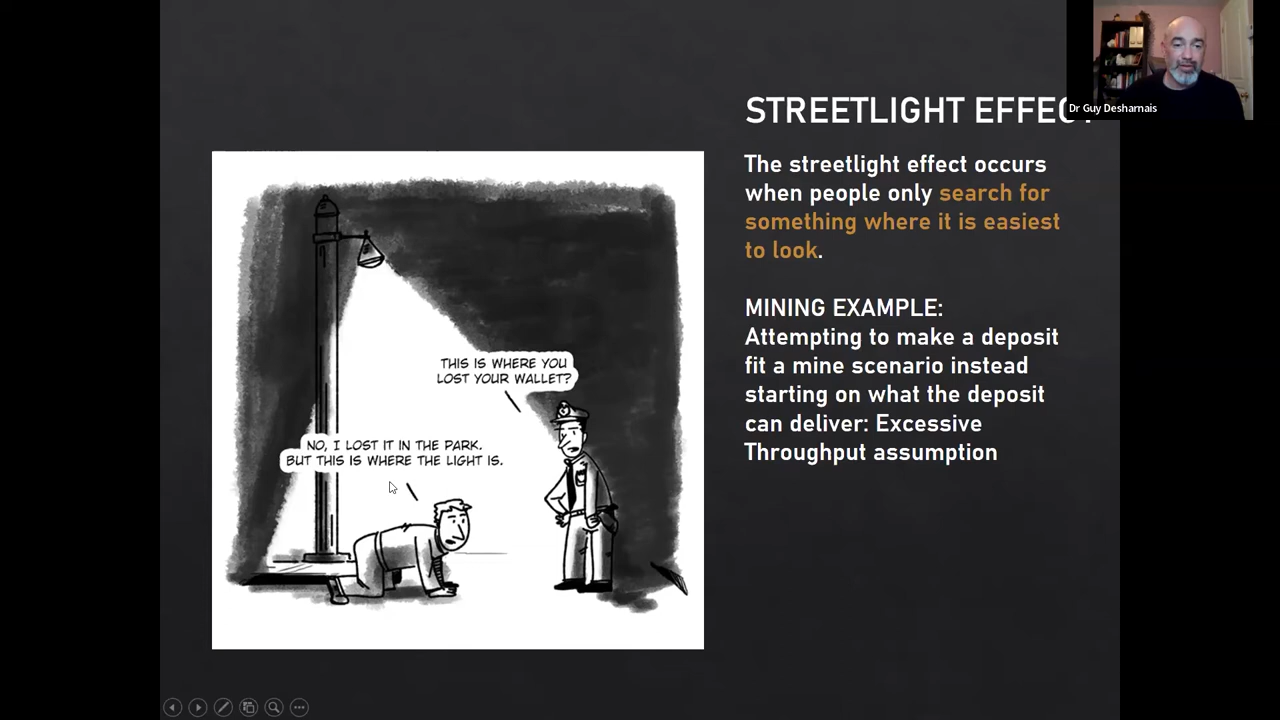 Dr Guy Desharnais
STREETLIGHT EFFECT
The streetlight effect occurs
when people only search for
something where it is easiest
to look.
MINING EXAMPLE:
Attempting to make a deposit
fit a mine scenario instead
starting on what the deposit
can deliver: Excessive
Throughput assumption
THIS IS WHERE YOU
LOST YOUR WALLET?
NO, I LOST IT IN THE PARK.
BUT THIS IS WHERE THE LIGHT IS.